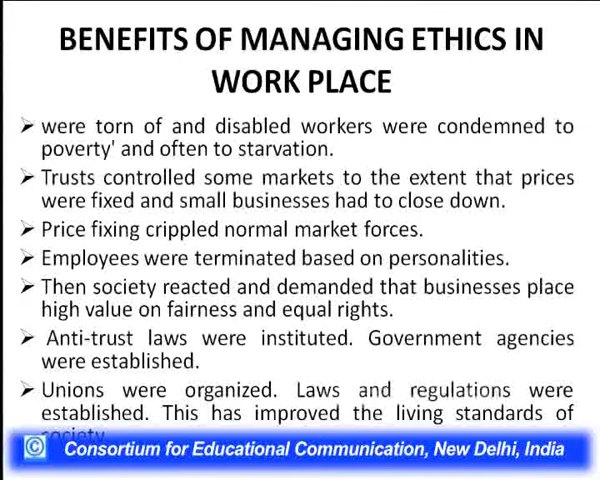 BENEFITS OF MANAGING ETHICS IN
WORK PLACE
➢ were torn of and disabled workers were condemned to
poverty' and often to starvation.
➢ Trusts controlled some markets to the extent that prices
were fixed and small businesses had to close down.
➢ Price fixing crippled normal market forces.
➢ Employees were terminated based on personalities.
➢ Then society reacted and demanded that businesses place
high value on fairness and equal rights.
➢ Anti-trust laws were instituted. Government agencies
were established.
➢ Unions were organized. Laws and regulations were
established. This has improved the living standards of
society
© Consortium for Educational Communication, New Delhi, India